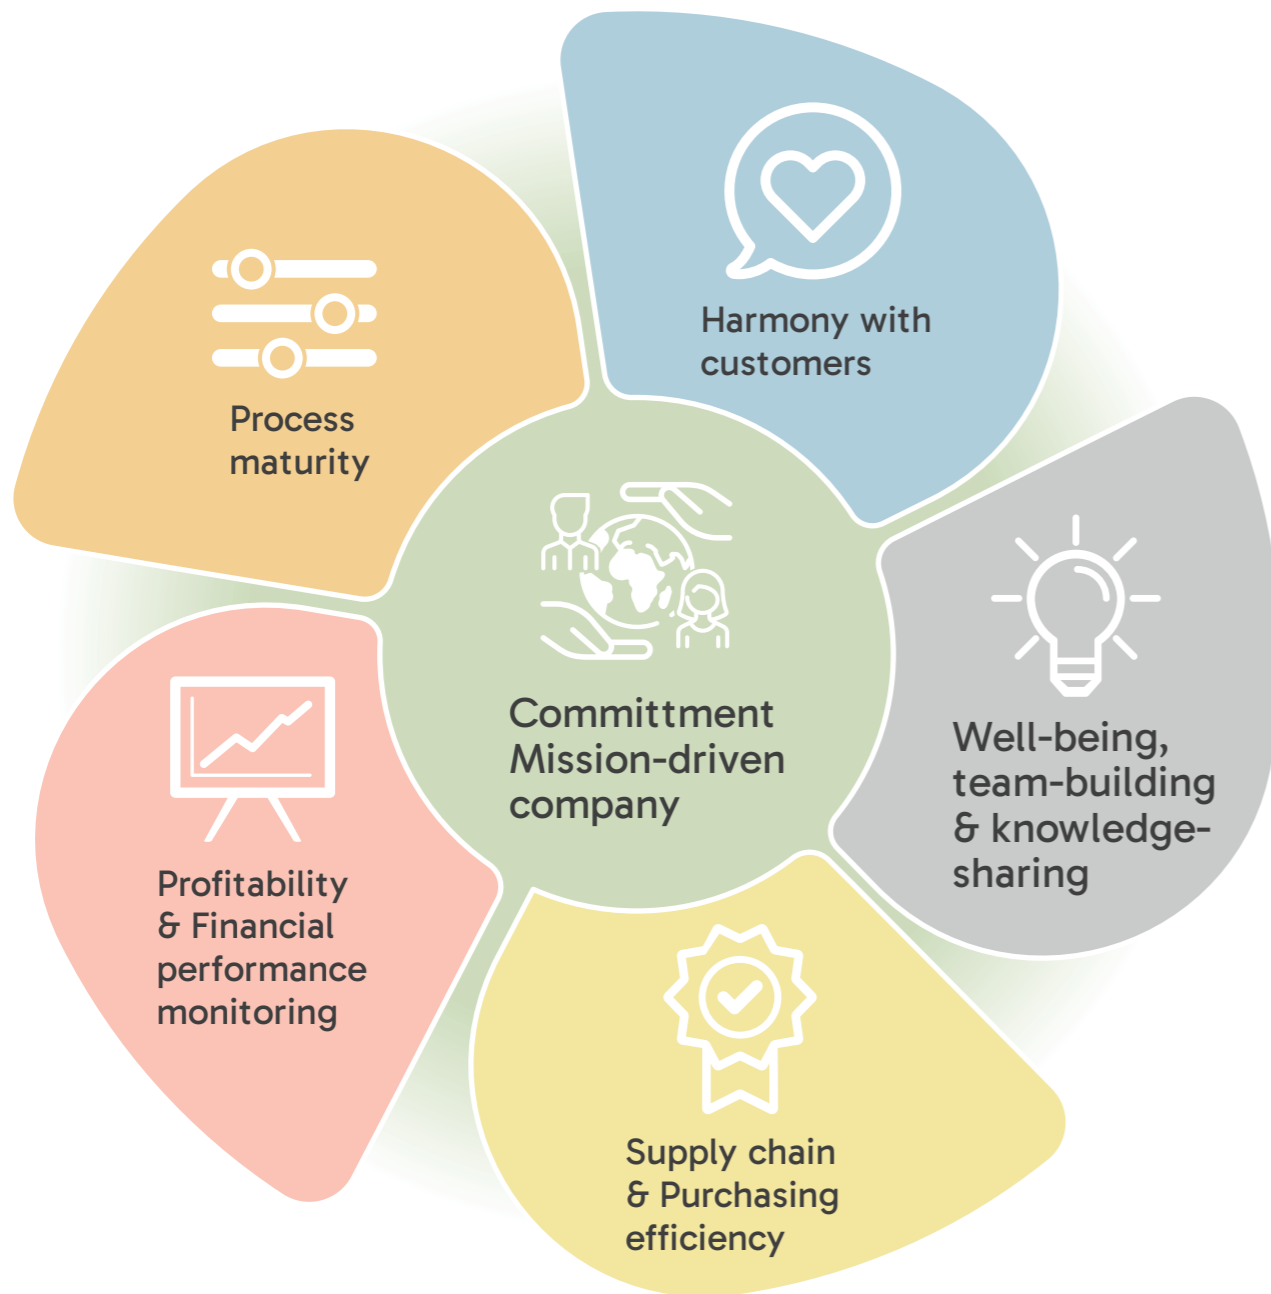 Harmony with
customers
Process
maturity
Committment
Mission-driven
company
Well-being,
team-building
& knowledge-
sharing
Profitability
& Financial
performance
monitoring
Supply chain
& Purchasing
efficiency